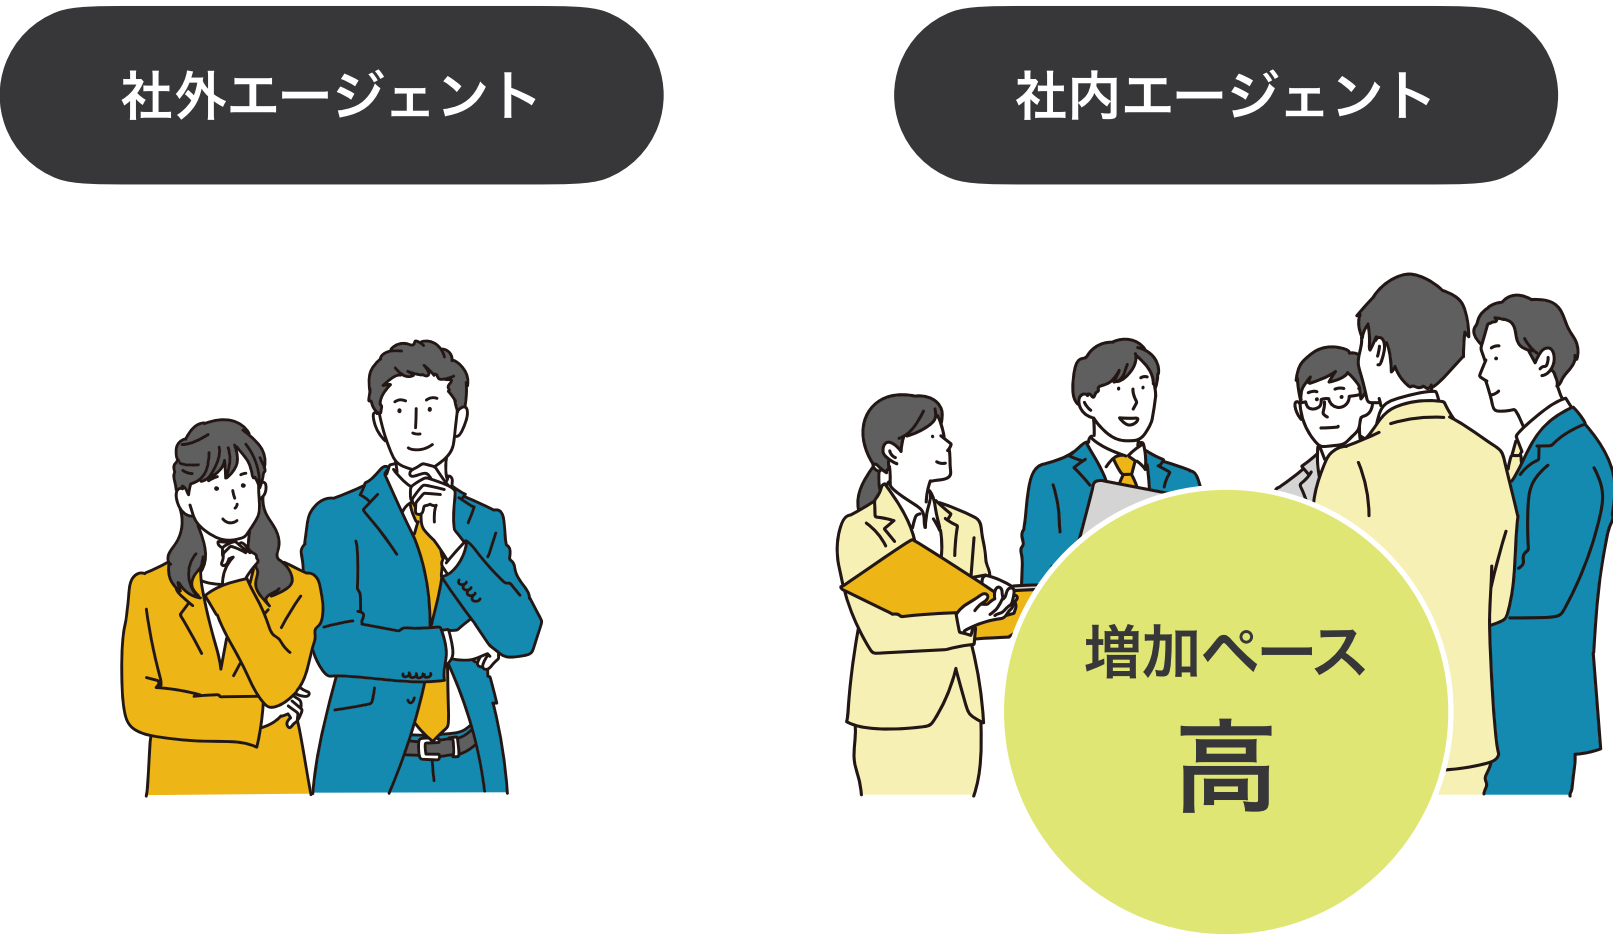 社外エージェント
社内エージェント
増加ペース
高